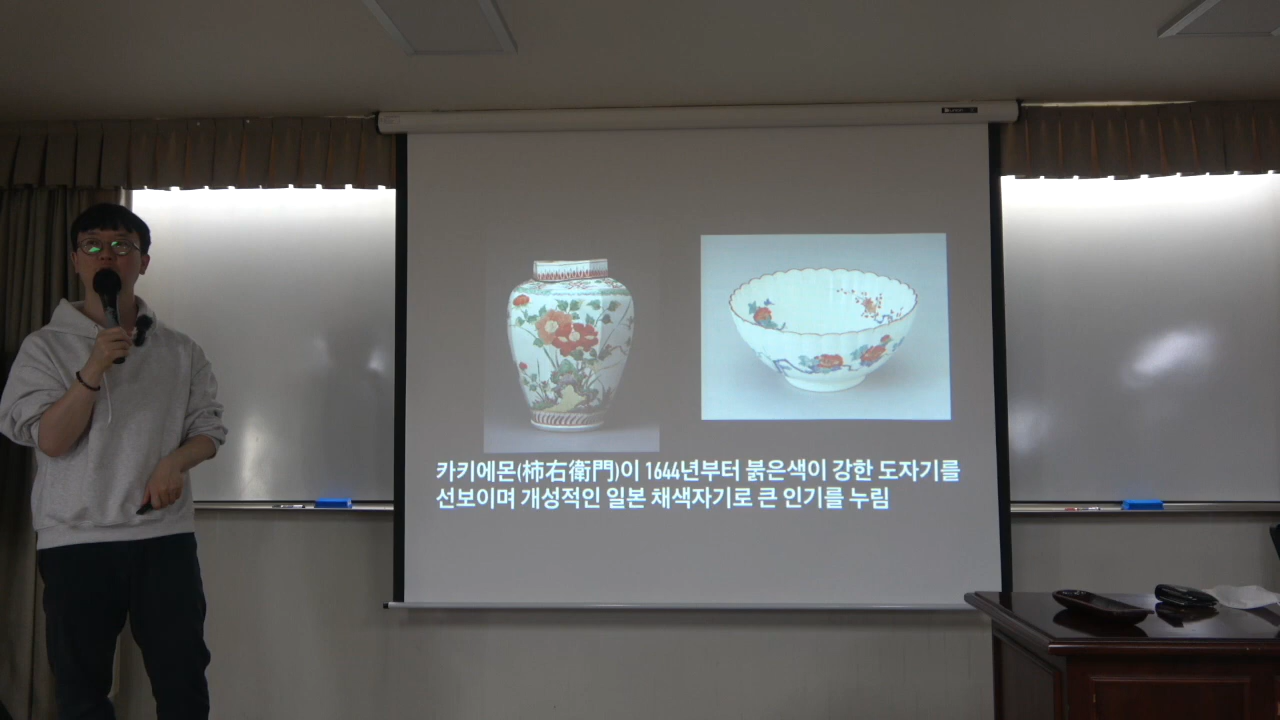 카키에몬(柿右衛門)이 1644년부터 붉은색이 강한 도자기를
선보이며 개성적인 일본 채색자기로 큰 인기를 누림